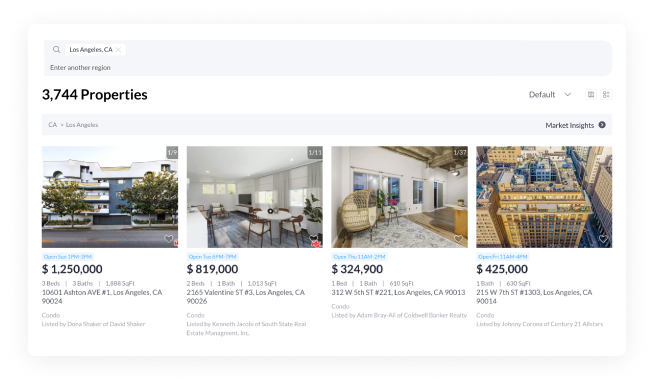 Los Angeles, CA
Enter another region
3,744 Properties
Default
CA > Los Angeles
Market Insights
1/9
1/11
1/37
Open Sun 1PM-3PM
$ 1,250,000
3 Beds | 3 Baths | 1,888 SqFt
10601 Ashton AVE #1, Los Angeles, CA
90024
Condo
Listed by Dona Shaker of David Shaker
Open Tue 6PM-7PM
$ 819,000
2 Beds | 1 Bath | 1,013 SqFt
2165 Valentine ST #3, Los Angeles, CA
90026
Condo
Listed by Kenneth Jacobi of South State Real
Estate Managment, Inc.
Open Thu 11AM-2PM
$ 324,900
1 Bed | 1 Bath | 610 SqFt
312 W 5th ST #221, Los Angeles, CA 90013
Condo
Listed by Adam Bray-Ali of Coldwell Banker Realty
Open Fri 11AM-4PM
$ 425,000
1 Bath | 630 SqFt
215 W 7th ST #1303, Los Angeles, CA
90014
Condo
Listed by Johnny Corona of Century 21 Allstars